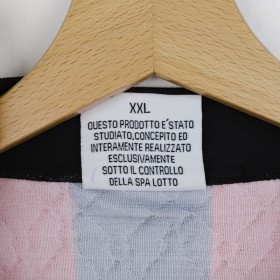 XXL
QUESTO PRODOTTO É STATO
STUDIATO, CONCEPITO ED
INTERAMENTE REALIZZATO
ESCLUSIVAMENTE
SOTTO IL CONTROLLO
DELLA SPA LOTTO